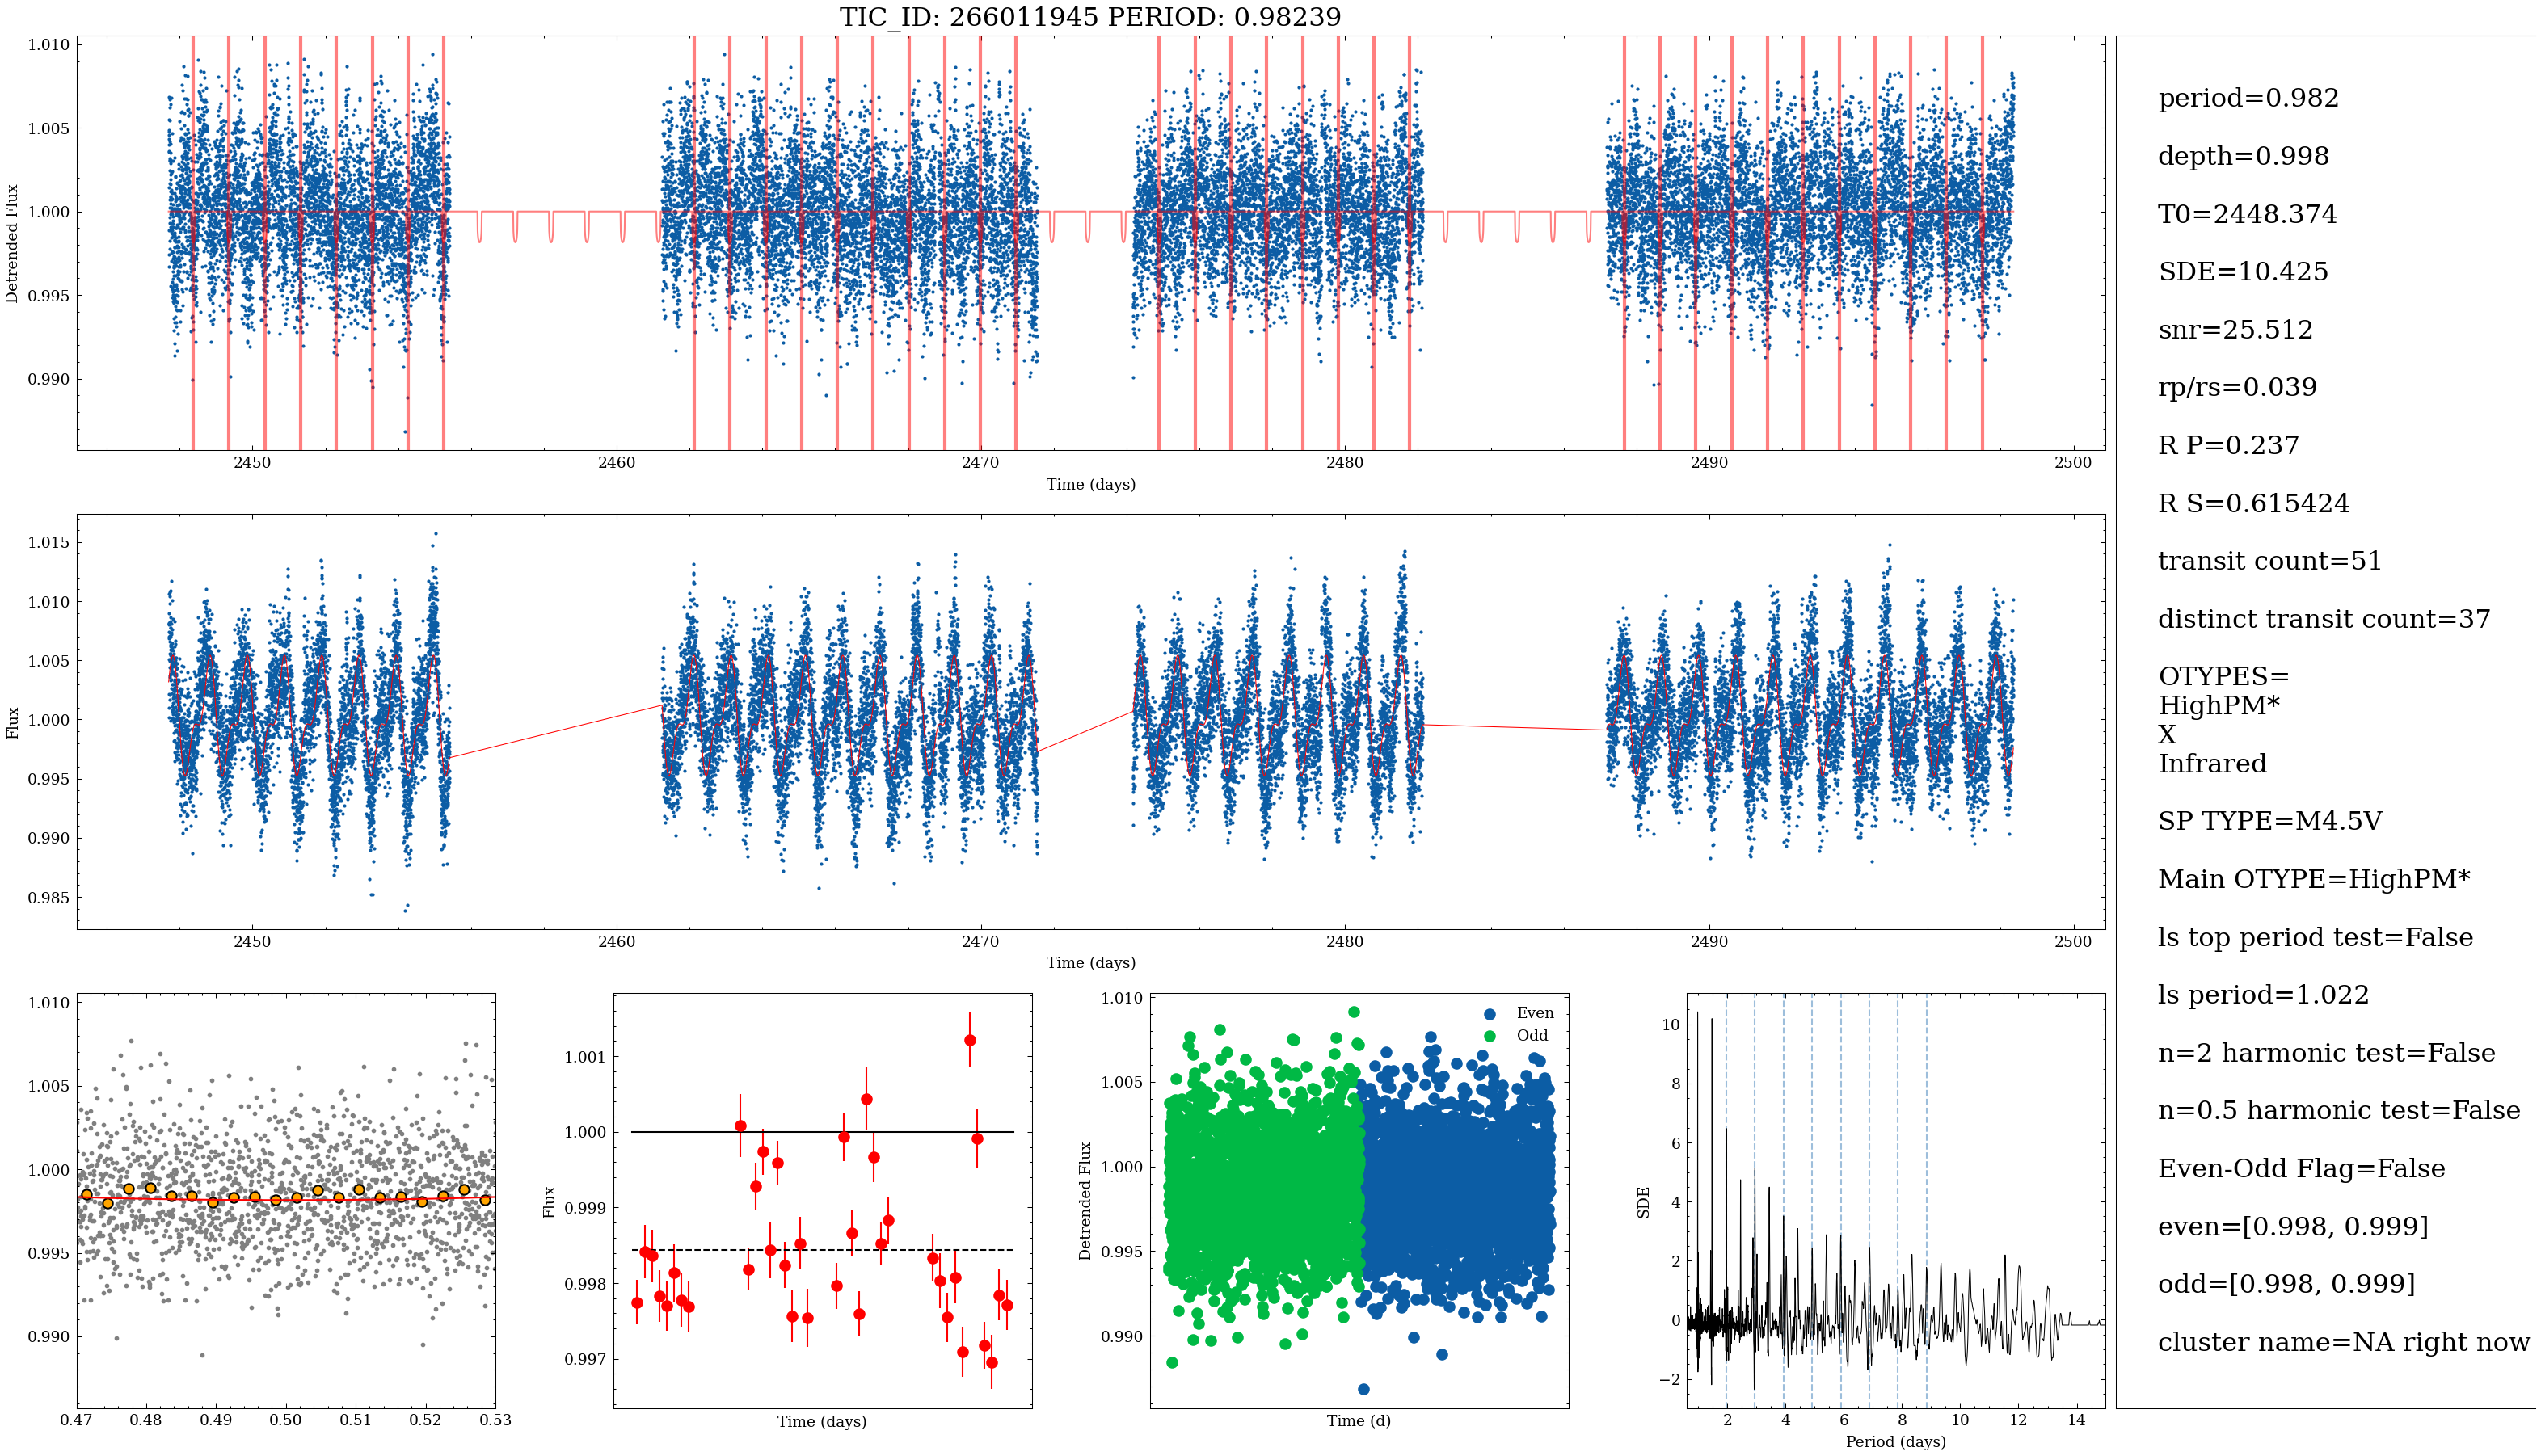 TIC_ID: 266011945 PERIOD: 0.98239
1.010
1.005
1.000
0.995
0.990
Detrended Flux
2450
2460
2470
2480
2490
2500
Time (days)
1.015
1.010
1.005
1.000
0.995
0.990
0.985
Flux
2450
2460
2470
2480
2490
2500
Time (days)
1.010
1.005
1.000
0.995
0.990
0.47
0.48
0.49
0.50
0.51
0.52
0.53
1.001
1.000
0.999
0.998
0.997
Flux
Time (days)
1.010
1.005
1.000
0.995
0.990
Detrended Flux
Even
Odd
Time (d)
10
8
6
4
2
0
−2
SDE
2
4
6
8
10
12
14
Period (days)
period=0.982
depth=0.998
T0=2448.374
SDE=10.425
snr=25.512
rp/rs=0.039
R P=0.237
R S=0.615424
transit count=51
distinct transit count=37
OTYPES=
HighPM*
X
Infrared
SP TYPE=M4.5V
Main OTYPE=HighPM*
ls top period test=False
ls period=1.022
n=2 harmonic test=False
n=0.5 harmonic test=False
Even-Odd Flag=False
even=[0.998, 0.999]
odd=[0.998, 0.999]
cluster name=NA right now